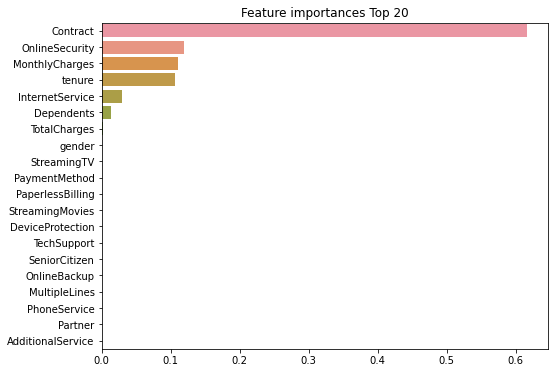 Feature importances Top 20
Contract
OnlineSecurity
MonthlyCharges
tenure
InternetService
Dependents
TotalCharges
gender
StreamingTV
PaymentMethod
PaperlessBilling
StreamingMovies
DeviceProtection
TechSupport
SeniorCitizen
OnlineBackup
MultipleLines
PhoneService
Partner
AdditionalService
0.0 0.1 0.2 0.3 0.4 0.5 0.6